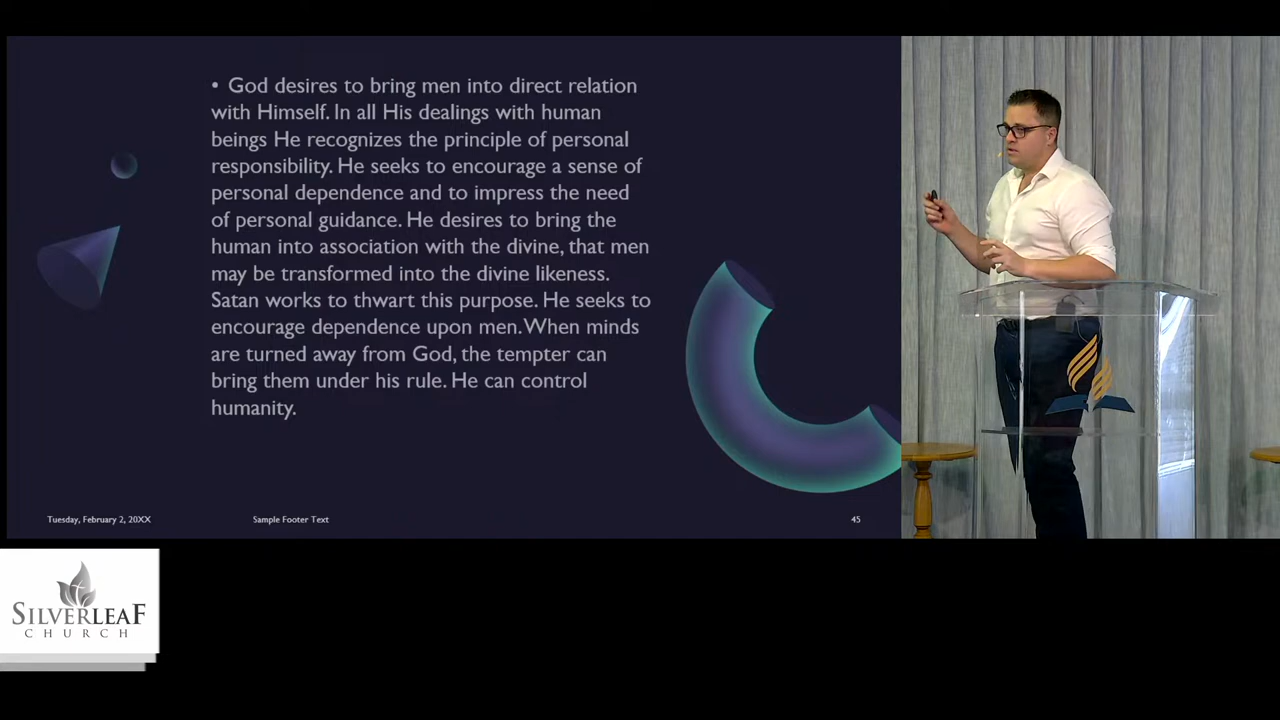 • God desires to bring men into direct relation
with Himself. In all His dealings with human
beings He recognizes the principle of personal
responsibility. He seeks to encourage a sense of
personal dependence and to impress the need
of personal guidance. He desires to bring the
human into association with the divine, that men
may be transformed into the divine likeness.
Satan works to thwart this purpose. He seeks to
encourage dependence upon men. When minds
are turned away from God, the tempter can
bring them under his rule. He can control
humanity.
Tuesday, February 2, 20XX
Sample Footer Text
45
SILVERLEAF
CHURCH